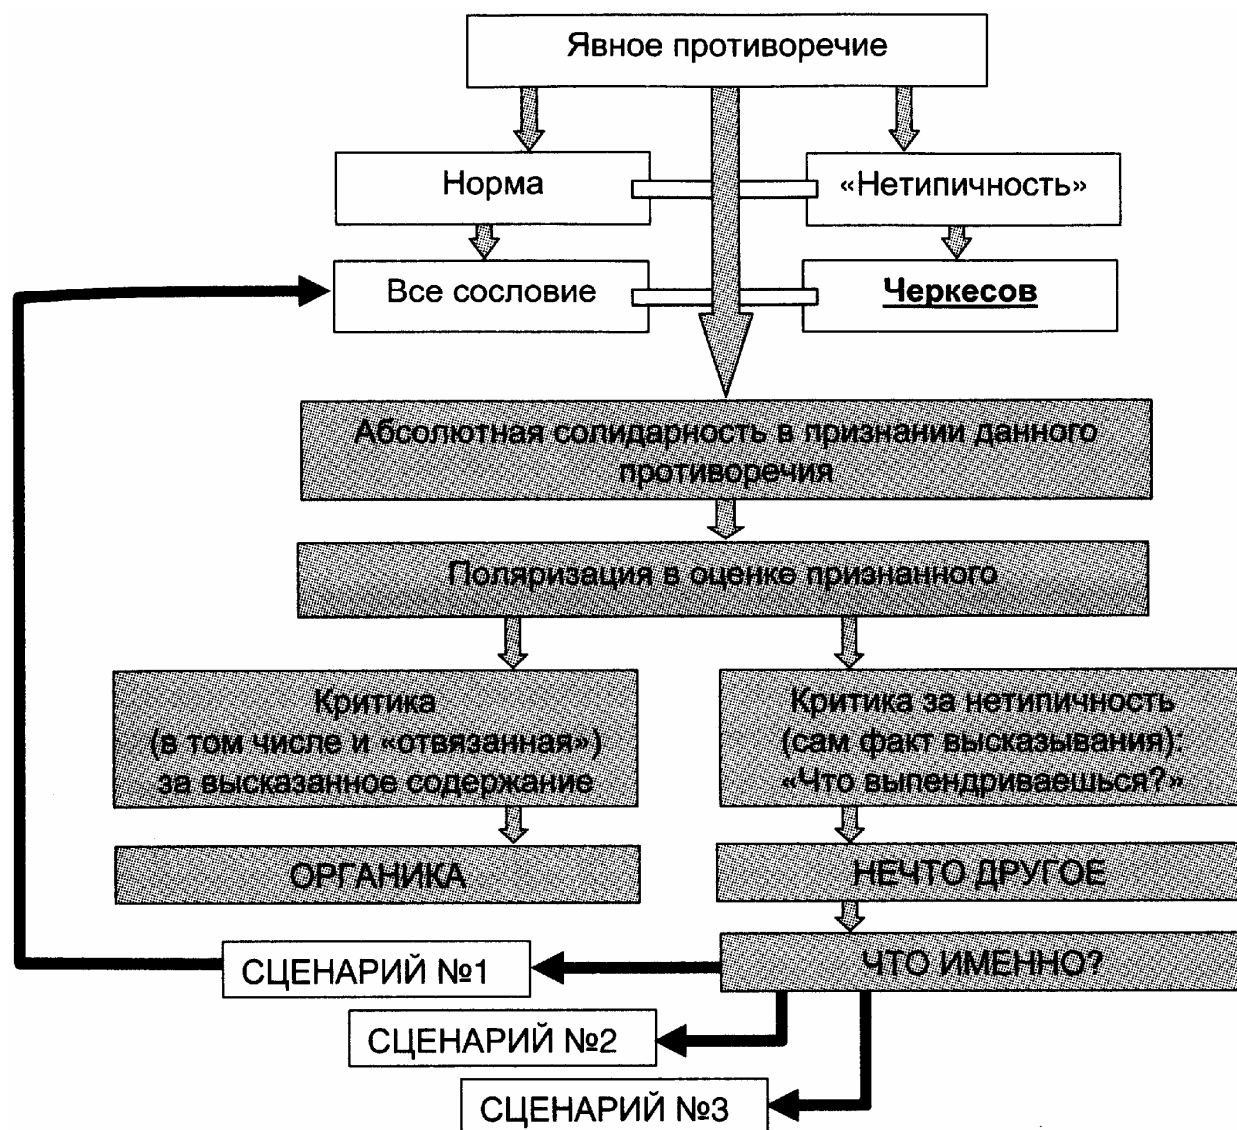 Явное противоречие
Норма
«Нетипичность»
Все сословие
Черкесов
Абсолютная солидарность в признании данного
противоречия
Поляризация в оценке признанного
Критика
(в том числе и «отвязанная»)
за высказанное содержание
Критика за нетипичность
(сам факт высказывания):
«Что выпендриваешься?»
ОРГАНИКА
НЕЧТО ДРУГОЕ
ЧТО ИМЕННО?
СЦЕНАРИЙ №1
СЦЕНАРИЙ №2
СЦЕНАРИЙ №3